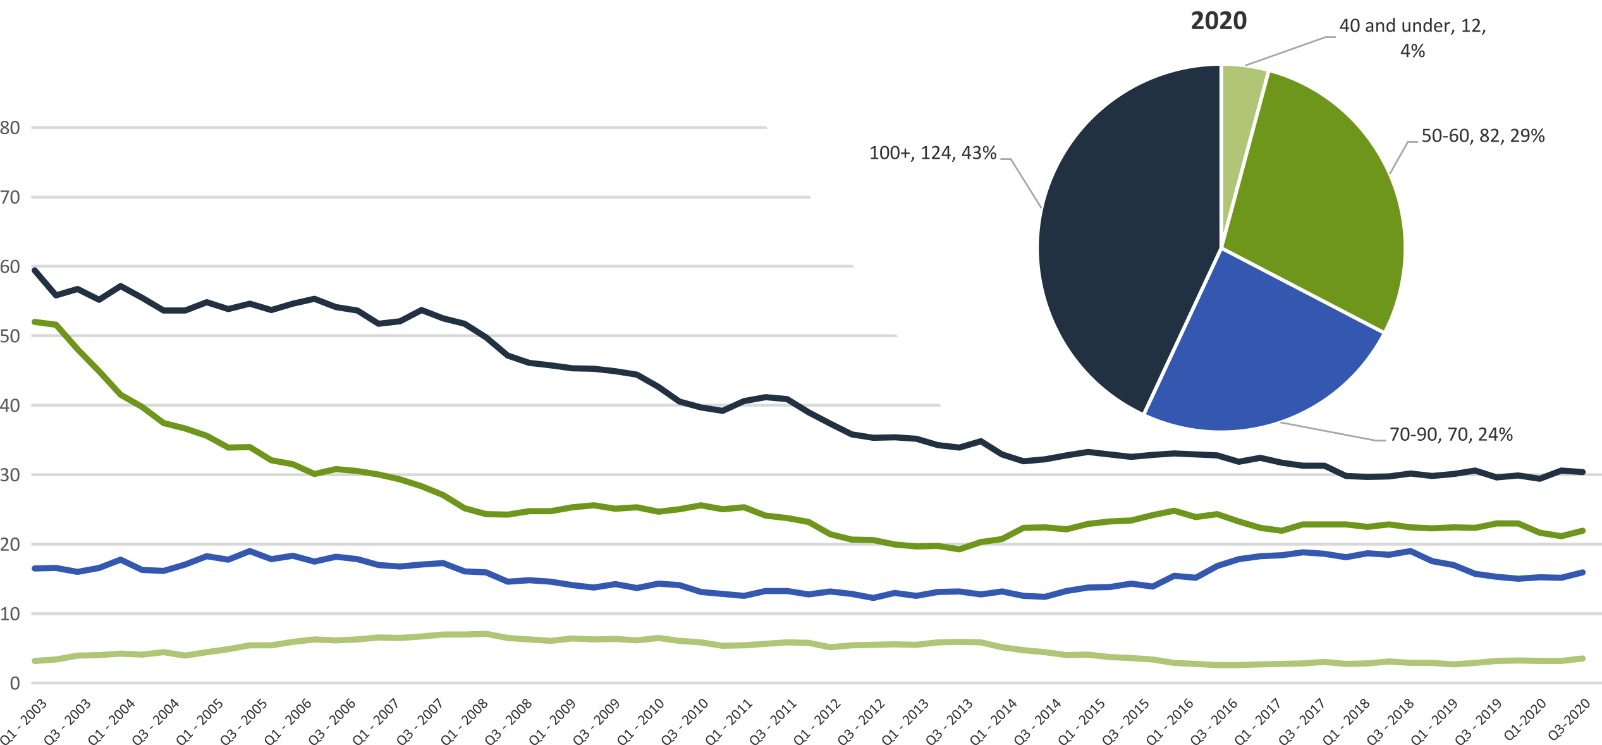 2020
40 and under, 12,
4%
50-60, 82, 29%
100+, 124, 43%
70-90, 70, 24%
80
70
60
50
40
30
20
10
0
Q1 - 2003
Q3 - 2003
Q1 - 2004
Q3 - 2004
Q1 - 2005
Q3 - 2005
Q1 - 2006
Q3 - 2006
Q1 - 2007
Q3 - 2007
Q1 - 2008
Q3 - 2008
Q1 - 2009
Q3 - 2009
Q1 - 2010
Q3 - 2010
Q1 - 2011
Q3 - 2011
Q1 - 2012
Q3 - 2012
Q1 - 2013
Q3 - 2013
Q1 - 2014
Q3 - 2014
Q1 - 2015
Q3 - 2015
Q1 - 2016
Q3 - 2016
Q1 - 2017
Q3 - 2017
Q1 - 2018
Q3 - 2018
Q1 - 2019
Q3 - 2019
Q1-2020
Q3-2020